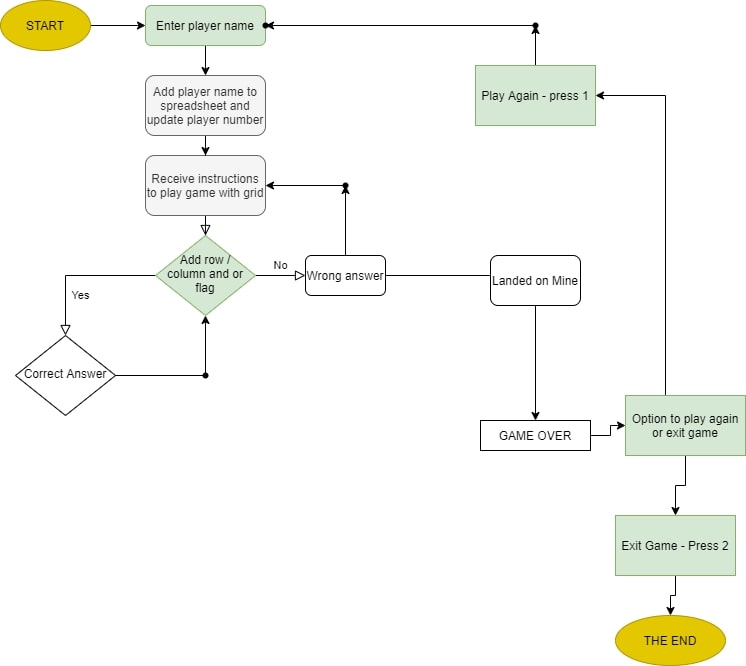 START
Enter player name
Add player name to
spreadsheet and
update player number
Play Again - press 1
Receive instructions
to play game with grid
Add row /
column and or
flag
No
Wrong answer
Landed on Mine
Yes
Correct Answer
GAME OVER
Option to play again
or exit game
Exit Game - Press 2
THE END